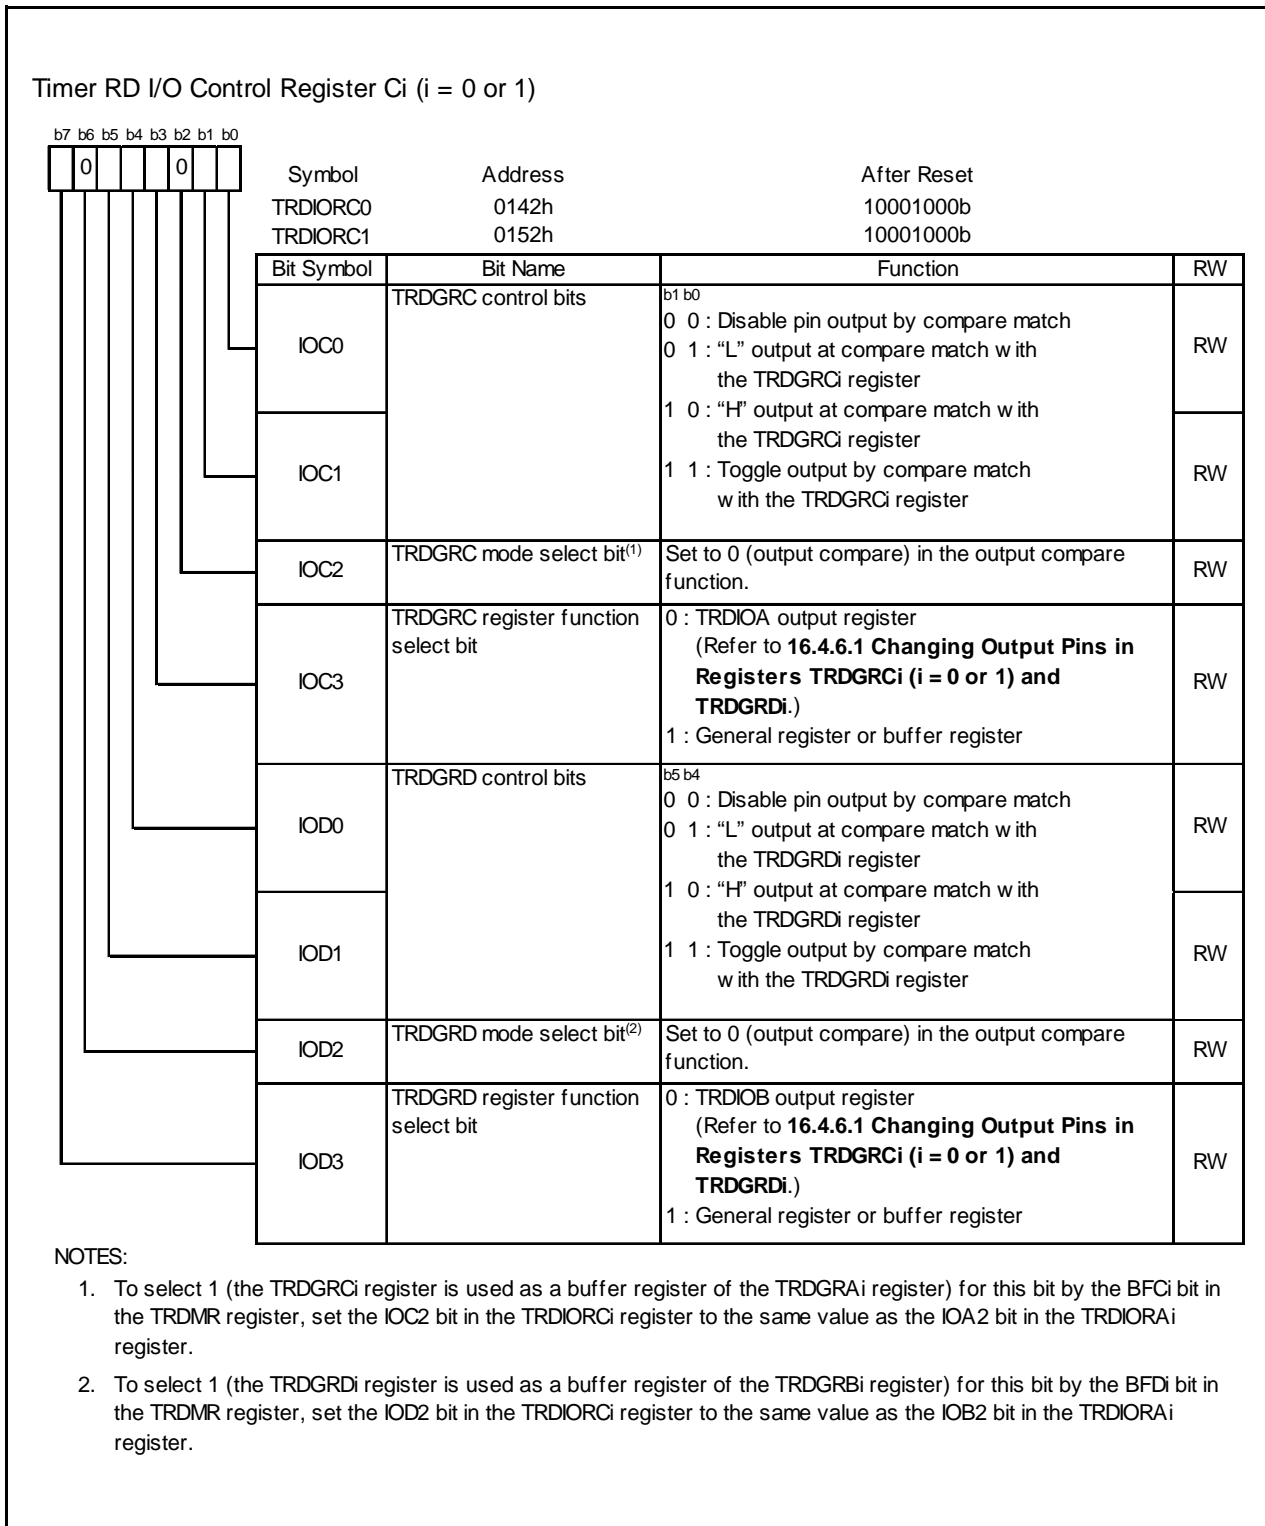 Timer RD I/O Control Register Ci (i = 0 or 1)
b7 b6 b5 b4 b3 b2 b1 b0
0 0
Symbol Address After Reset
TRDIORC0 0142h 10001000b
TRDIORC1 0152h 10001000b
Bit Symbol Bit Name Function RW
IOC0 TRDGRC control bits b1 b0
0 0 : Disable pin output by compare match
0 1 : “L” output at compare match with
the TRDGRCi register
RW
1 0 : “H” output at compare match with
the TRDGRCi register
IOC1 1 1 : Toggle output by compare match
with the TRDGRCi register
RW
IOC2 TRDGRC mode select bit(1) Set to 0 (output compare) in the output compare
function.
RW
IOC3 TRDGRC register function
select bit
0 : TRDIOA output register
(Refer to 16.4.6.1 Changing Output Pins in
Registers TRDGRCi (i = 0 or 1) and
TRDGRDi.)
1 : General register or buffer register
RW
IOD0 TRDGRD control bits b5 b4
0 0 : Disable pin output by compare match
0 1 : “L” output at compare match with
the TRDGRDi register
RW
1 0 : “H” output at compare match with
the TRDGRDi register
IOD1 1 1 : Toggle output by compare match
with the TRDGRDi register
RW
IOD2 TRDGRD mode select bit(2) Set to 0 (output compare) in the output compare
function.
RW
IOD3 TRDGRD register function
select bit
0 : TRDIOB output register
(Refer to 16.4.6.1 Changing Output Pins in
Registers TRDGRCi (i = 0 or 1) and
TRDGRDi.)
1 : General register or buffer register
RW
NOTES:
1. To select 1 (the TRDGRCi register is used as a buffer register of the TRDGRAi register) for this bit by the BFCi bit in
the TRDMR register, set the IOC2 bit in the TRDIORCi register to the same value as the IOA2 bit in the TRDIORAi
register.
2. To select 1 (the TRDGRDi register is used as a buffer register of the TRDGRBi register) for this bit by the BFDi bit in
the TRDMR register, set the IOD2 bit in the TRDIORCi register to the same value as the IOB2 bit in the TRDIORAi
register.